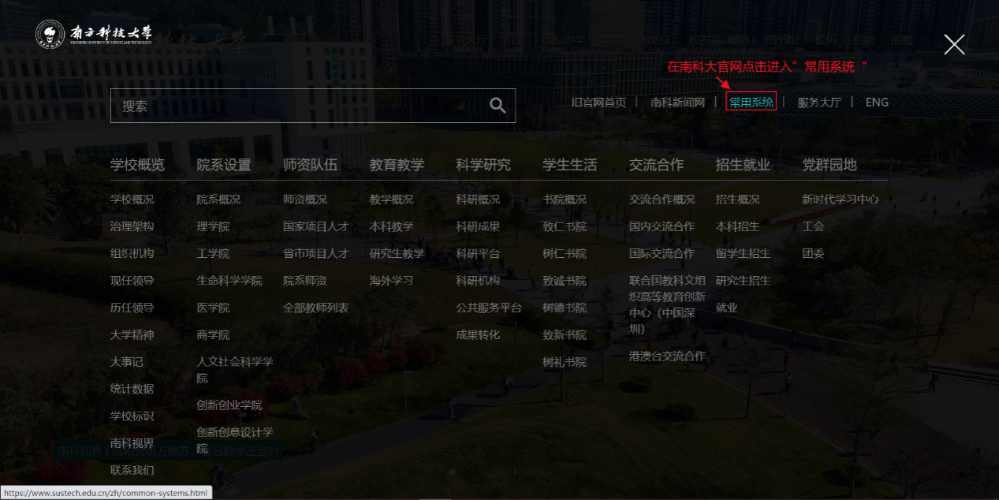 南方科技大学
SOUTHERN UNIVERSITY OF SCIENCE AND TECHNOLOGY
在南科大官网点击进入”常用系统“
搜索
旧官网首页 | 南科新闻网 | 常用系统 | 服务大厅 | ENG
学校概览 院系设置 师资队伍 教育教学 科学研究 学生生活 交流合作 招生就业 党群园地
学校概况 院系概况 师资概况 教学概况 科研概况 书院概况 交流合作概况 招生概况 新时代学习中心
治理架构 理学院 国家项目人才 本科教学 科研成果 致仁书院 国内交流合作 本科招生 工会
组织机构 工学院 省市项目人才 研究生教学 科研平台 树仁书院 国际交流合作 留学生招生 团委
现任领导 生命科学学院 院系师资 海外学习 科研机构 致诚书院 联合国教科文组 研究生招生
织高等教育创新
历任领导 医学院 全部教师列表 公共服务平台 树德书院 中心（中国深 就业
圳）
大学精神 商学院 成果转化 致新书院
港澳台交流合作
大事记 人文社会科学学 树礼书院
院
统计数据
创新创业学院
学校标识
创新创意设计学
南科视界 院
南科视界
日勤学正当时
联系我们
https://www.sustech.edu.cn/zh/common-systems.html